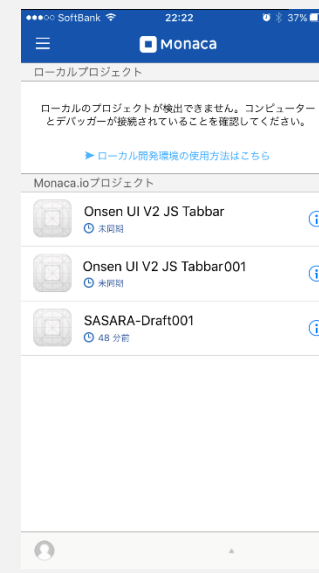 SoftBank 22:22 37%
Monaca
ローカルプロジェクト
ローカルのプロジェクトが検出できません。コンピューター
とデバッガーが接続されていることを確認してください。
➤ ローカル開発環境の使用方法はこちら
Monaca.ioプロジェクト
Onsen UI V2 JS Tabbar
未同期
Onsen UI V2 JS Tabbar001
未同期
SASARA-Draft001
48 分前